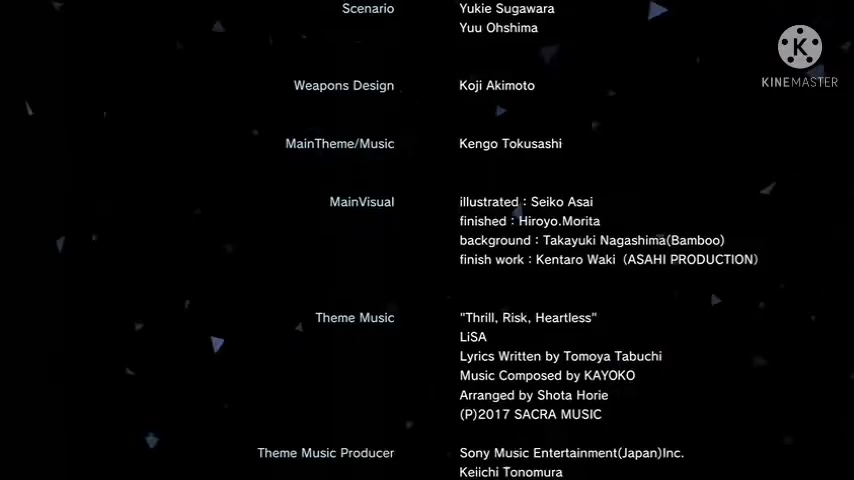 Scenario Yukie Sugawara
Yuu Ohshima
K
KINEMASTER
Weapons Design Koji Akimoto
MainTheme/Music Kengo Tokusashi
MainVisual illustrated : Seiko Asai
finished : Hiroyo.Morita
background : Takayuki Nagashima(Bamboo)
finish work : Kentaro Waki (ASAHI PRODUCTION)
Theme Music "Thrill, Risk, Heartless"
LiSA
Lyrics Written by Tomoya Tabuchi
Music Composed by KAYOKO
Arranged by Shota Horie
(P)2017 SACRA MUSIC
Theme Music Producer Sony Music Entertainment(Japan)Inc.
Keiichi Tonomura